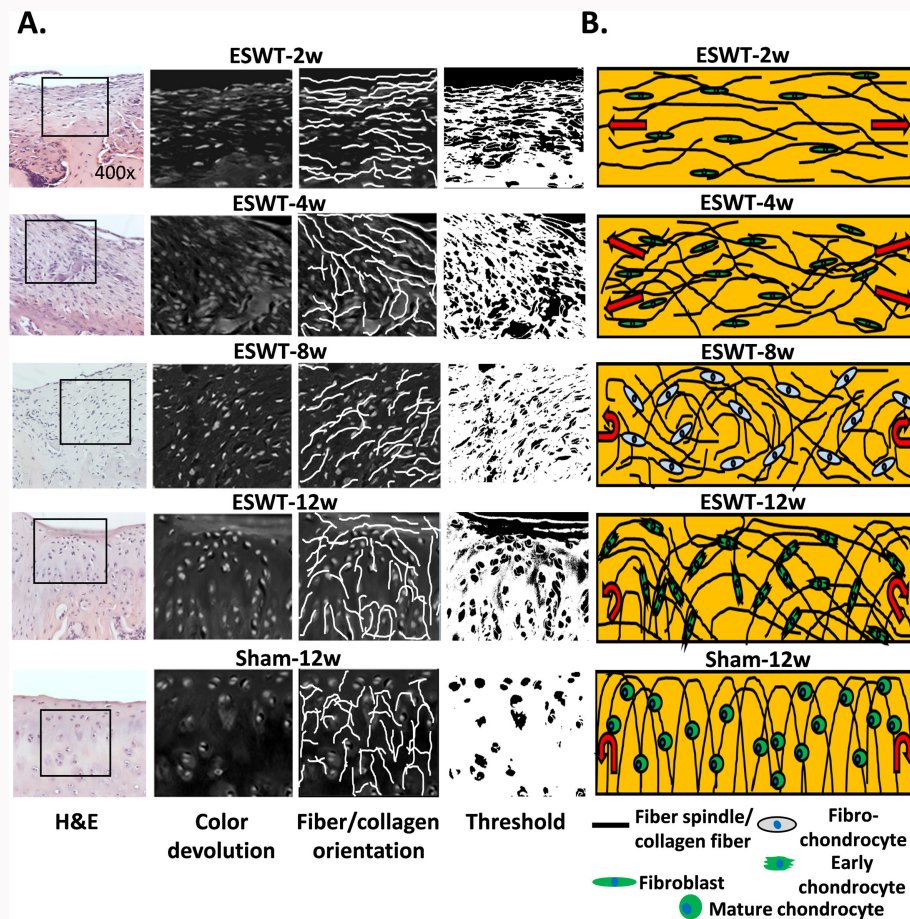 A.
B.
ESWT-2w
ESWT-2w
400x
ESWT-4w
ESWT-4w
ESWT-8w
ESWT-8w
ESWT-12w
ESWT-12w
Sham-12w
Sham-12w
H&E
Color
devolution
Fiber/collagen
orientation
Threshold
Fiber spindle/
collagen fiber
Fibro-
chondrocyte
Early
chondrocyte
Fibroblast
Mature chondrocyte